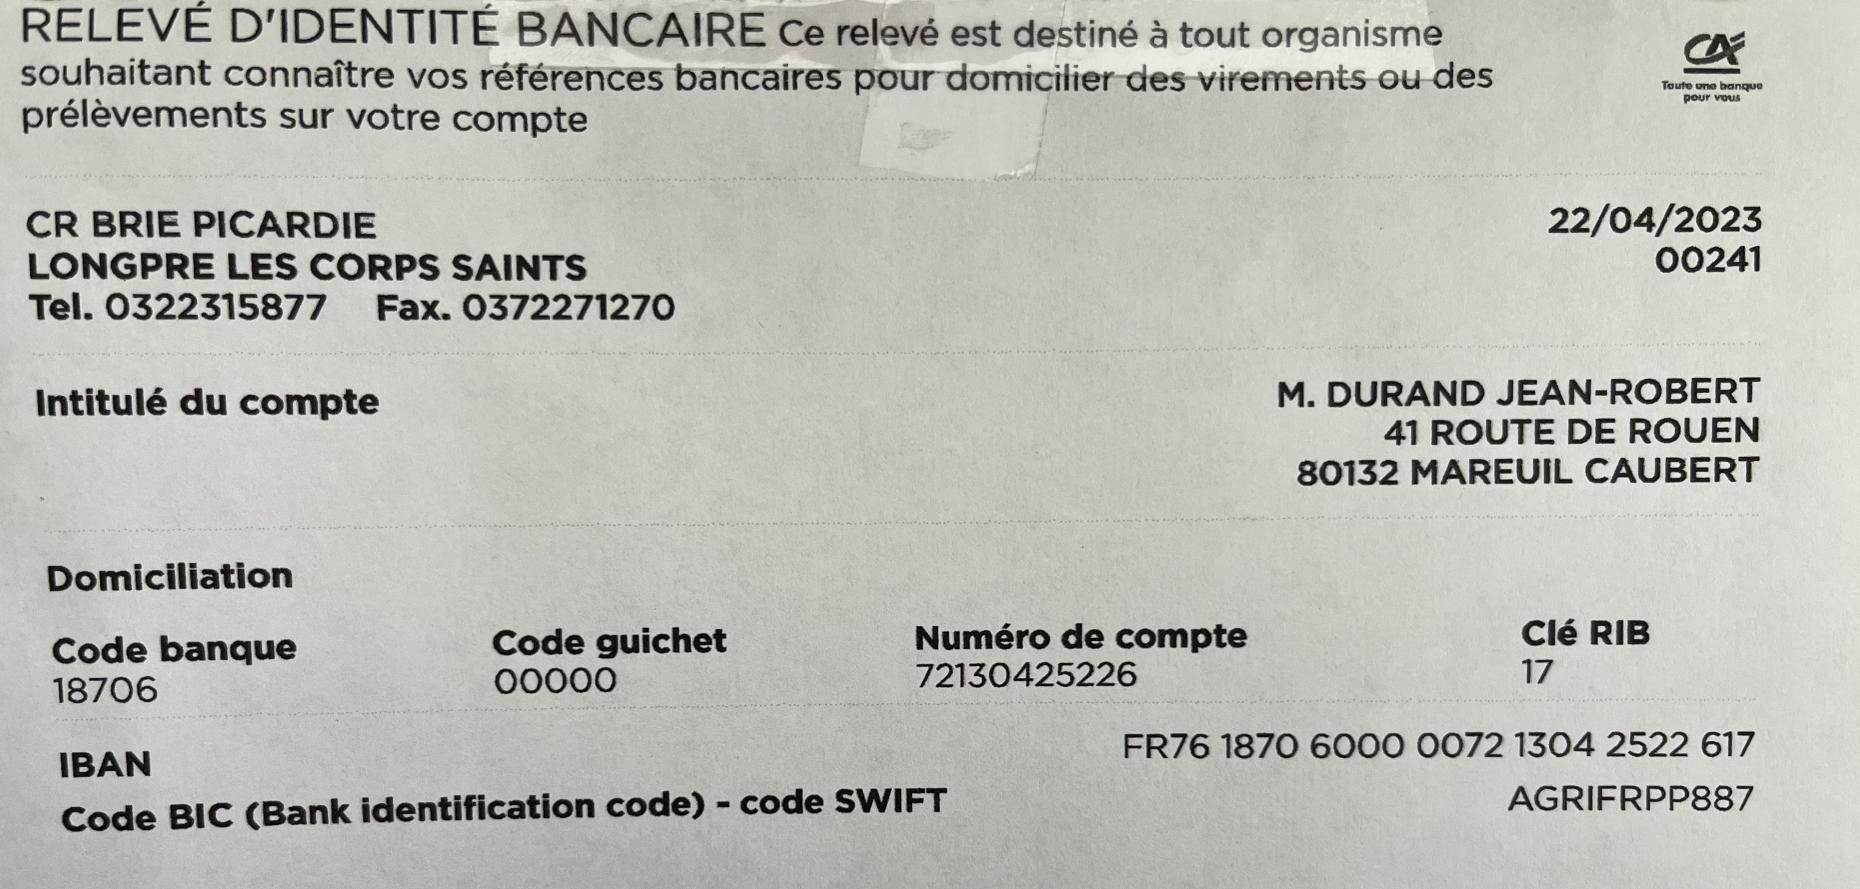 RELEVÉ D'IDENTITÉ BANCAIRE Ce relevé est destiné à tout organisme
souhaitant connaître vos références bancaires pour domicilier des virements ou des
prélèvements sur votre compte
CA
Toute une banque
pour vous
CR BRIE PICARDIE
LONGPRE LES CORPS SAINTS
Tel. 0322315877 Fax. 0372271270
22/04/2023
00241
Intitulé du compte
M. DURAND JEAN-ROBERT
41 ROUTE DE ROUEN
80132 MAREUIL CAUBERT
Domiciliation
Code banque Code guichet Numéro de compte Clé RIB
18706 00000 72130425226 17
IBAN FR76 1870 6000 0072 1304 2522 617
Code BIC (Bank identification code) - code SWIFT AGRIFRPP887